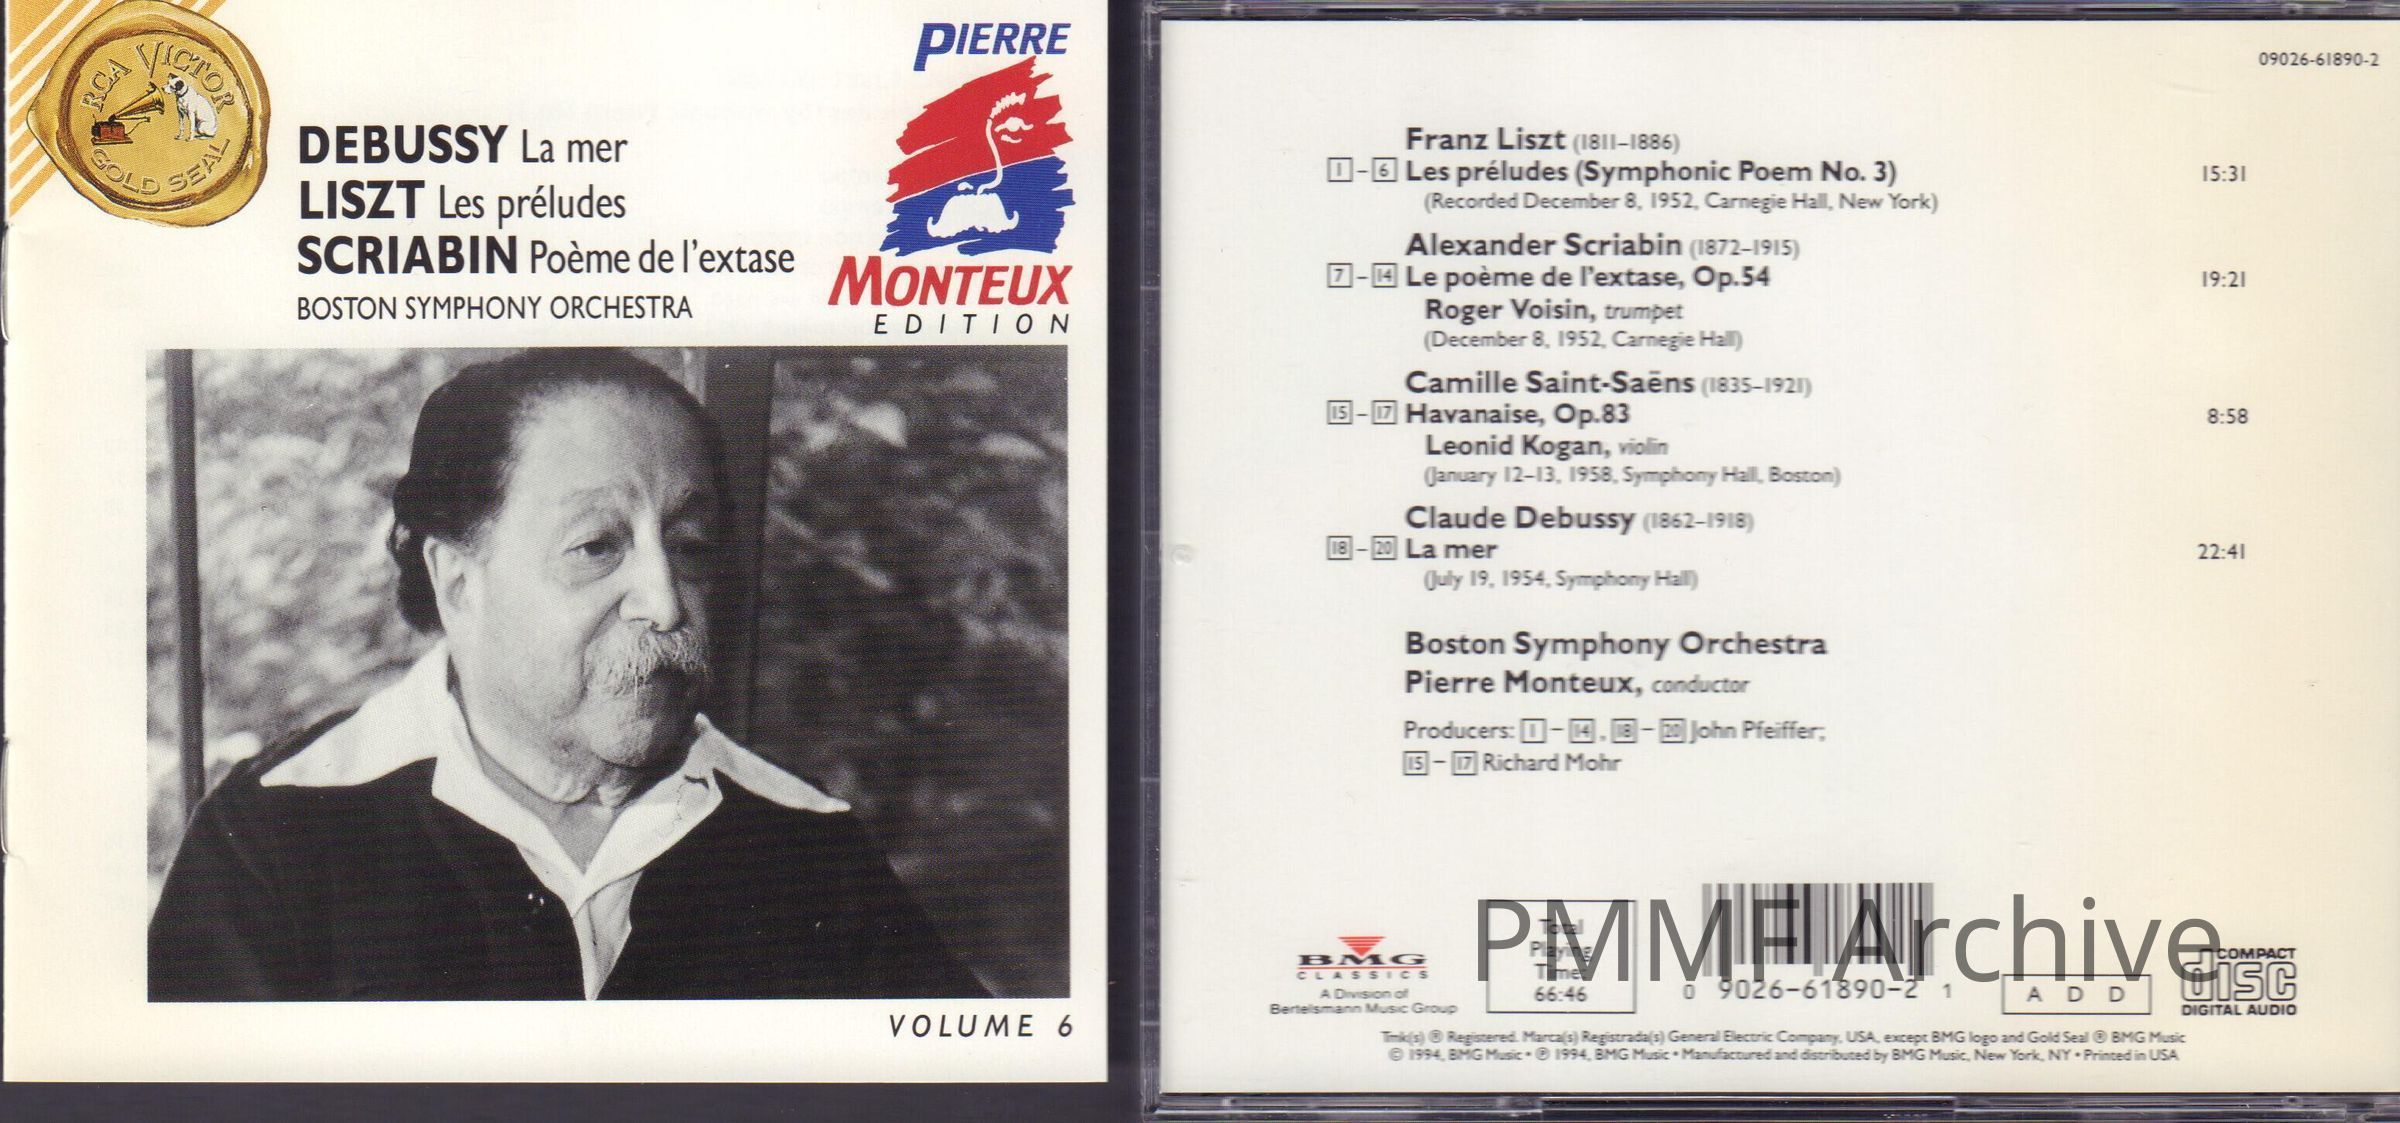 RCA VICTOR
GOLD SEAL
DEBUSSY La mer
LISZT Les préludes
SCRIABIN Poème de l'extase
BOSTON SYMPHONY ORCHESTRA
PIERRE
MONTEUX
EDITION
VOLUME 6
09026-61890-2
Franz Liszt (1811–1886)
1 – 6 Les préludes (Symphonic Poem No. 3) 15:31
(Recorded December 8, 1952, Carnegie Hall, New York)
Alexander Scriabin (1872–1915)
7 – 14 Le poème de l'extase, Op.54 19:21
Roger Voisin, trumpet
(December 8, 1952, Carnegie Hall)
Camille Saint-Saëns (1835–1921)
15 – 17 Havanaise, Op.83 8:58
Leonid Kogan, violin
(January 12–13, 1958, Symphony Hall, Boston)
Claude Debussy (1862–1918)
18 – 20 La mer 22:41
(July 19, 1954, Symphony Hall)
Boston Symphony Orchestra
Pierre Monteux, conductor
Producers: 1 – 14, 18 – 20 John Pfeiffer;
15 – 17 Richard Mohr
PMMF Archive
BMG
CLASSICS
A Division of
Bertelsmann Music Group
Total
Playing
Time:
66:46
0 9026-61890-2 1
A D D
COMPACT
disc
DIGITAL AUDIO
Tmk(s) ® Registered. Marca(s) Registrada(s) General Electric Company, USA, except BMG logo and Gold Seal ® BMG Music
© 1994, BMG Music • ℗ 1994, BMG Music • Manufactured and distributed by BMG Music, New York, NY • Printed in USA